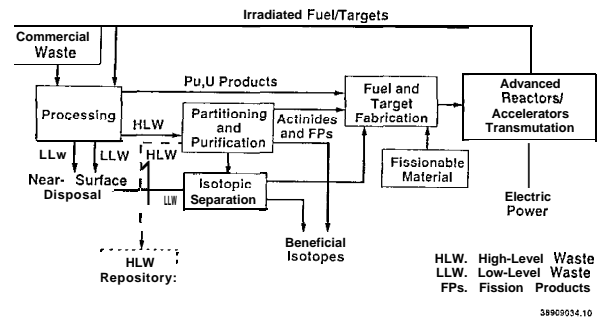 Irradiated Fuel/Targets
Commercial
Waste
Pu,U Products
Processing
HLW
Partitioning
and
Purification
Actinides
and FPs
Fuel and
Target
Fabrication
Advanced
Reactors/
Accelerators
Transmutation
LLw
LLW
HLW
Near- Surface
Disposal
LLW
Isotopic
Separation
Fissionable
Material
Electric
Power
Beneficial
Isotopes
HLW
Repository:
HLW. High-Level Waste
LLW. Low-Level Waste
FPs. Fission Products
38909034.10